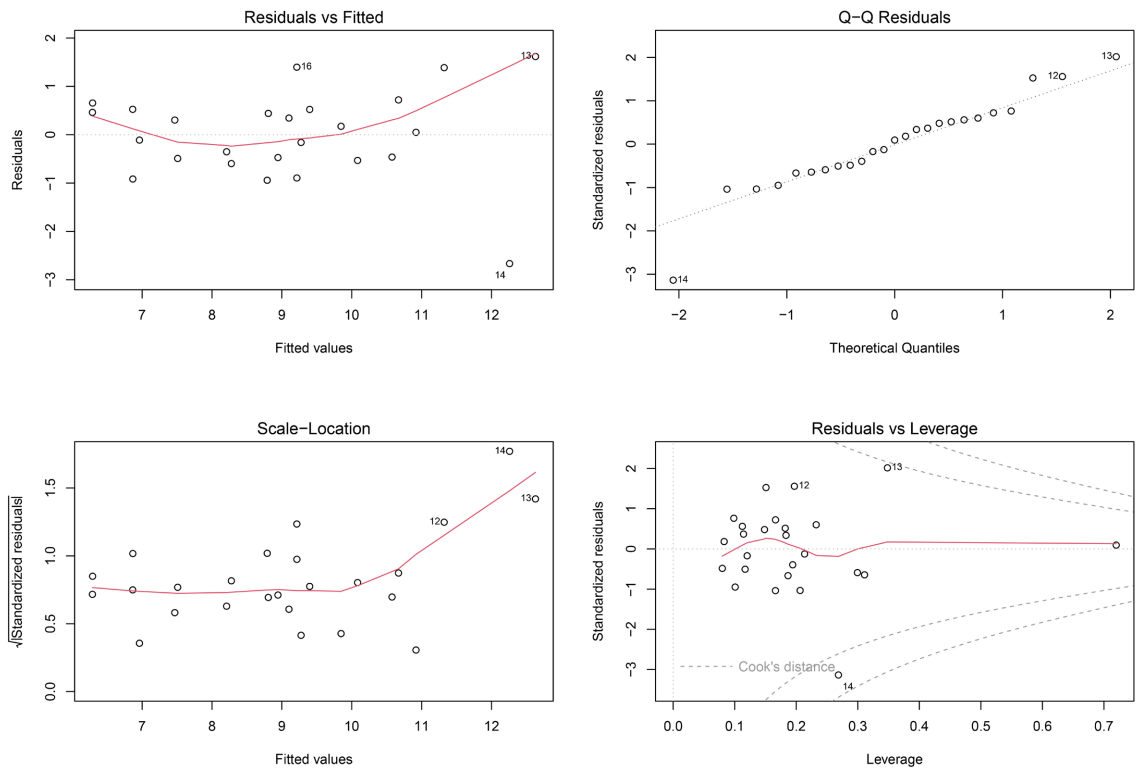 Residuals vs Fitted
Residuals
2
1
0
−1
−2
−3
16
13
14
7 8 9 10 11 12
Fitted values
Q−Q Residuals
Standardized residuals
2
1
0
−1
−2
−3
13
12
14
−2 −1 0 1 2
Theoretical Quantiles
Scale−Location
√|Standardized residuals|
1.5
1.0
0.5
0.0
14
13
12
7 8 9 10 11 12
Fitted values
Residuals vs Leverage
Standardized residuals
2
1
0
−1
−2
−3
13
12
Cook's distance
14
0.0 0.1 0.2 0.3 0.4 0.5 0.6 0.7
Leverage